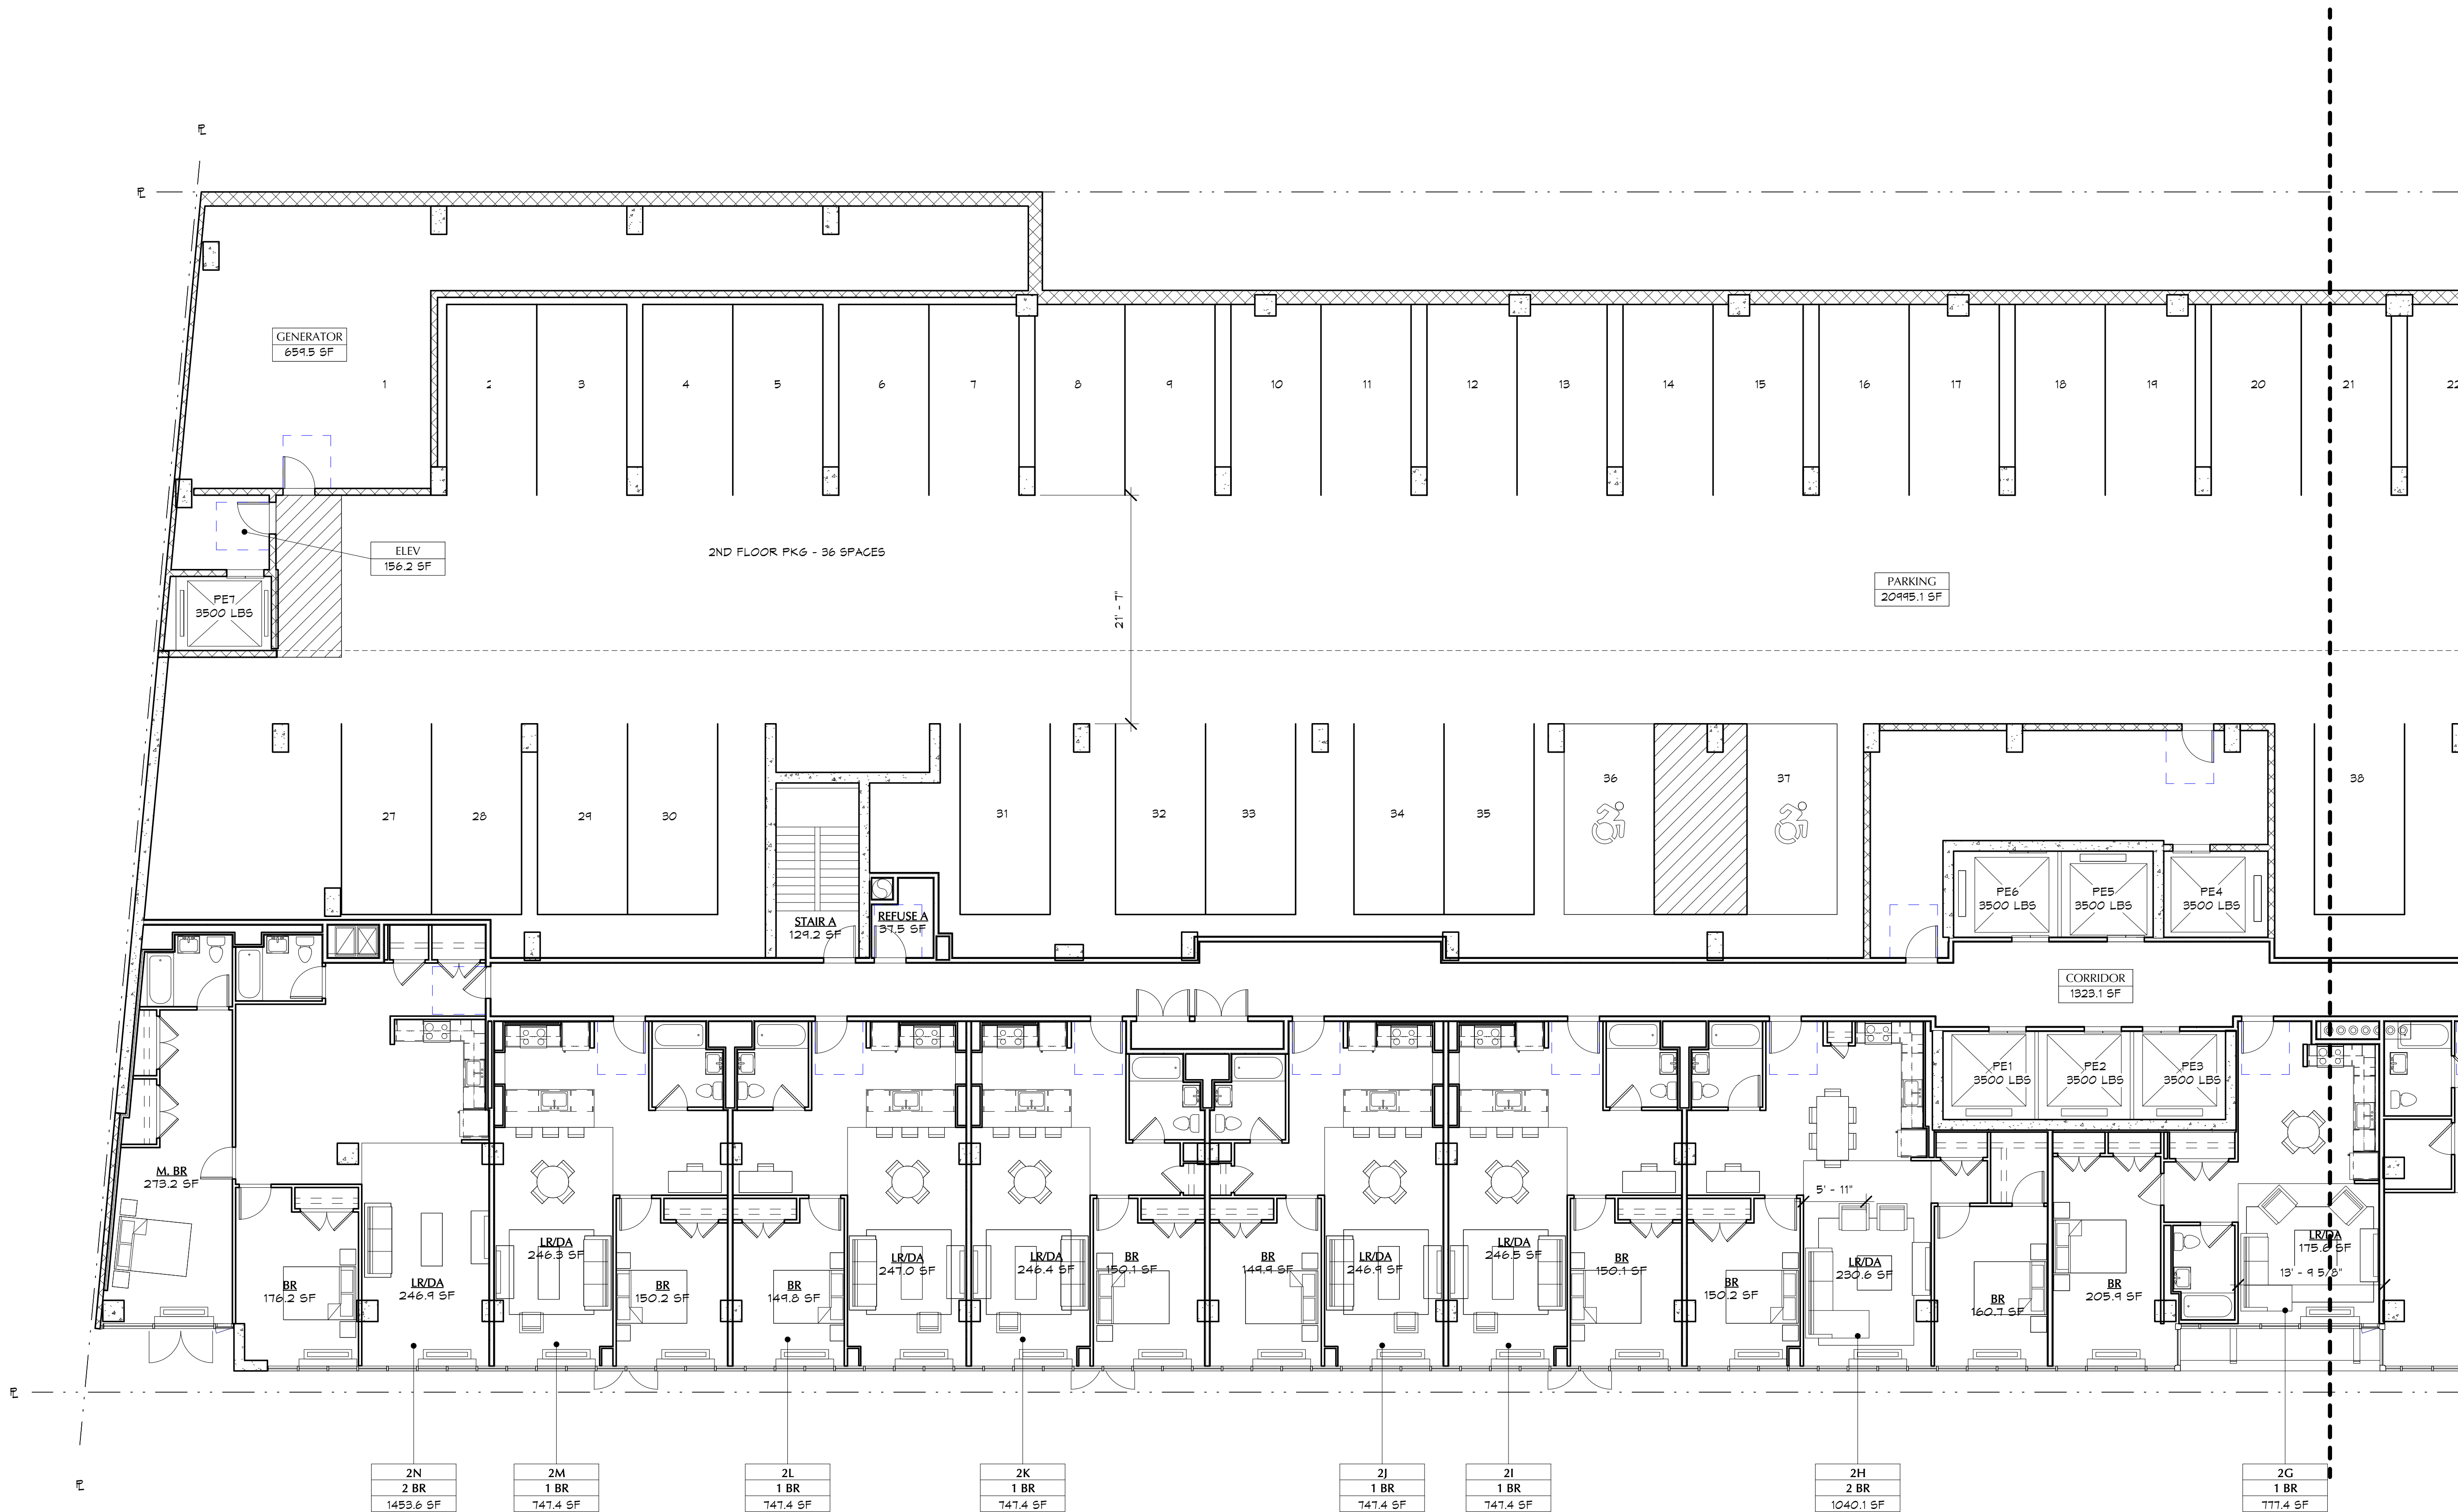 PL
PL
GENERATOR
659.5 SF
1
2
3
4
5
6
7
8
9
10
11
12
13
14
15
16
17
18
19
20
21
22
ELEV
156.2 SF
2ND FLOOR PKG - 36 SPACES
PARKING
20995.1 SF
PE7
3500 LBS
21' - 7"
27
28
29
30
31
32
33
34
35
36
37
38
STAIR A
129.2 SF
REFUSE A
37.5 SF
PE6
3500 LBS
PE5
3500 LBS
PE4
3500 LBS
CORRIDOR
1323.1 SF
PE1
3500 LBS
PE2
3500 LBS
PE3
3500 LBS
M. BR
273.2 SF
BR
176.2 SF
LR/DA
246.9 SF
LR/DA
246.3 SF
BR
150.2 SF
BR
149.8 SF
LR/DA
247.0 SF
LR/DA
246.4 SF
BR
150.1 SF
BR
149.9 SF
LR/DA
246.9 SF
LR/DA
246.5 SF
BR
150.1 SF
BR
150.2 SF
5' - 11"
LR/DA
230.6 SF
BR
160.7 SF
BR
205.9 SF
LR/DA
13' - 9 5/8"
PL
PL
2N
2 BR
1453.6 SF
2M
1 BR
747.4 SF
2L
1 BR
747.4 SF
2K
1 BR
747.4 SF
2J
1 BR
747.4 SF
2I
1 BR
747.4 SF
2H
2 BR
1040.1 SF
2G
1 BR
777.4 SF